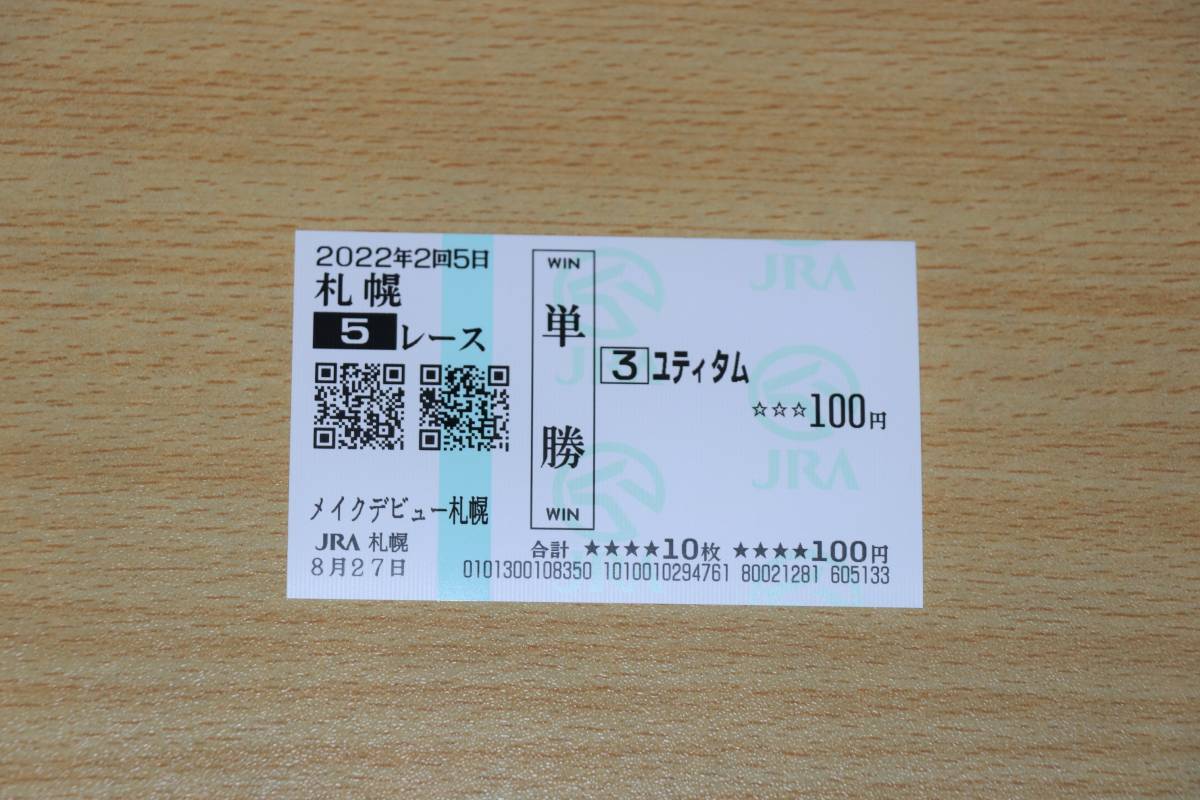 2022年2回5日
札幌
5レース
メイクデビュー札幌
JRA 札幌
8月27日
WIN
単勝
WIN
3 ユティタム
☆☆☆100円
合計 ★★★★10枚 ★★★★100円
0101300108350 1010010294761 80021281 605133
JRA
JRA
JRA